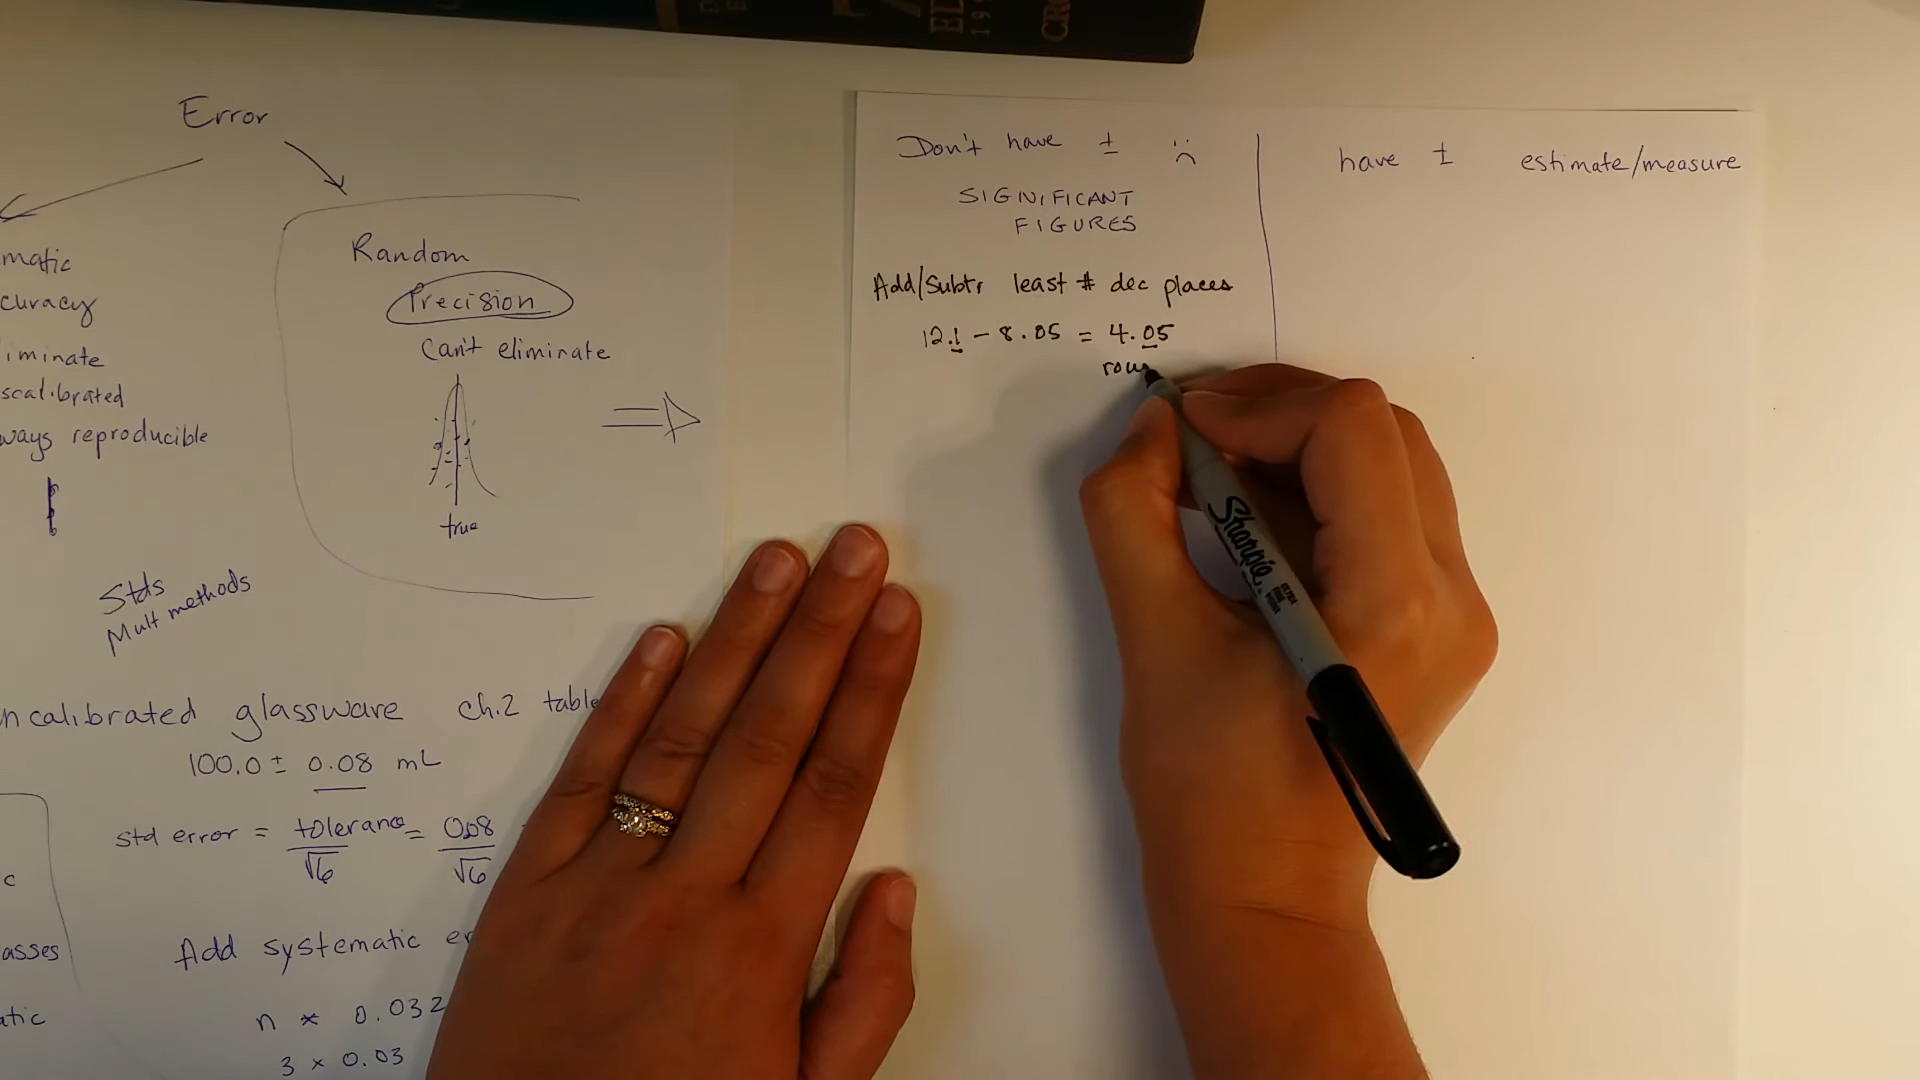 Error
matic
curacy
iminate
scalibrated
ways reproducible
Random
Precision
Can't eliminate
true
Stds
Mult methods
ncalibrated glassware ch.2 table
100.0 ± 0.08 mL
Std error = tolerance/√6 = 0.08/√6
c
Add systematic er
asses
n * 0.032
atic
3 × 0.03
Don't have ±
SIGNIFICANT
FIGURES
Add/Subtr least # dec places
12.1 - 8.05 = 4.05
rou
have ± estimate/measure
Sharpie